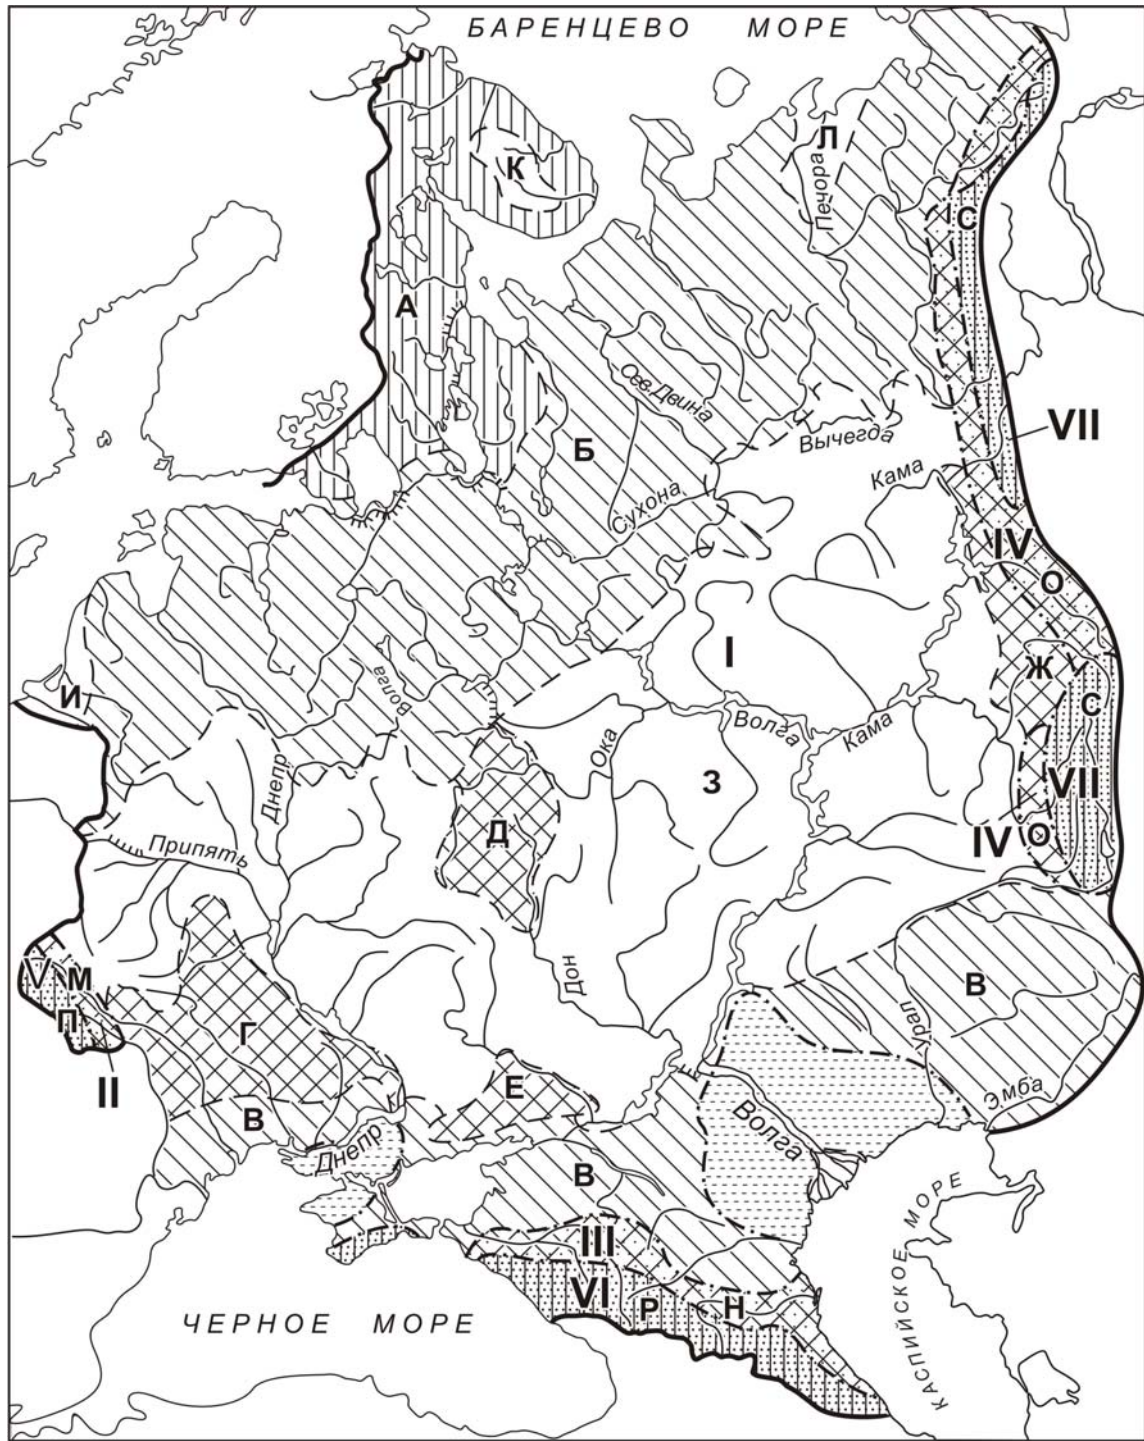 БАРЕНЦЕВО МОРЕ
Л
Печора
К
С
А
Сев. Двина
VII
Вычегда
Б
Кама
Сухона
IV
О
I
Ж
И
Волга
С
Волга
Кама
Ока
Днепр
З
VII
Д
О
IV
Припять
V
М
Дон
В
П
Г
Урал
II
Е
Эмба
В
Волга
Днепр
В
МОРЕ
III
VI
Р
Н
КАСПИЙСКОЕ
ЧЕРНОЕ МОРЕ